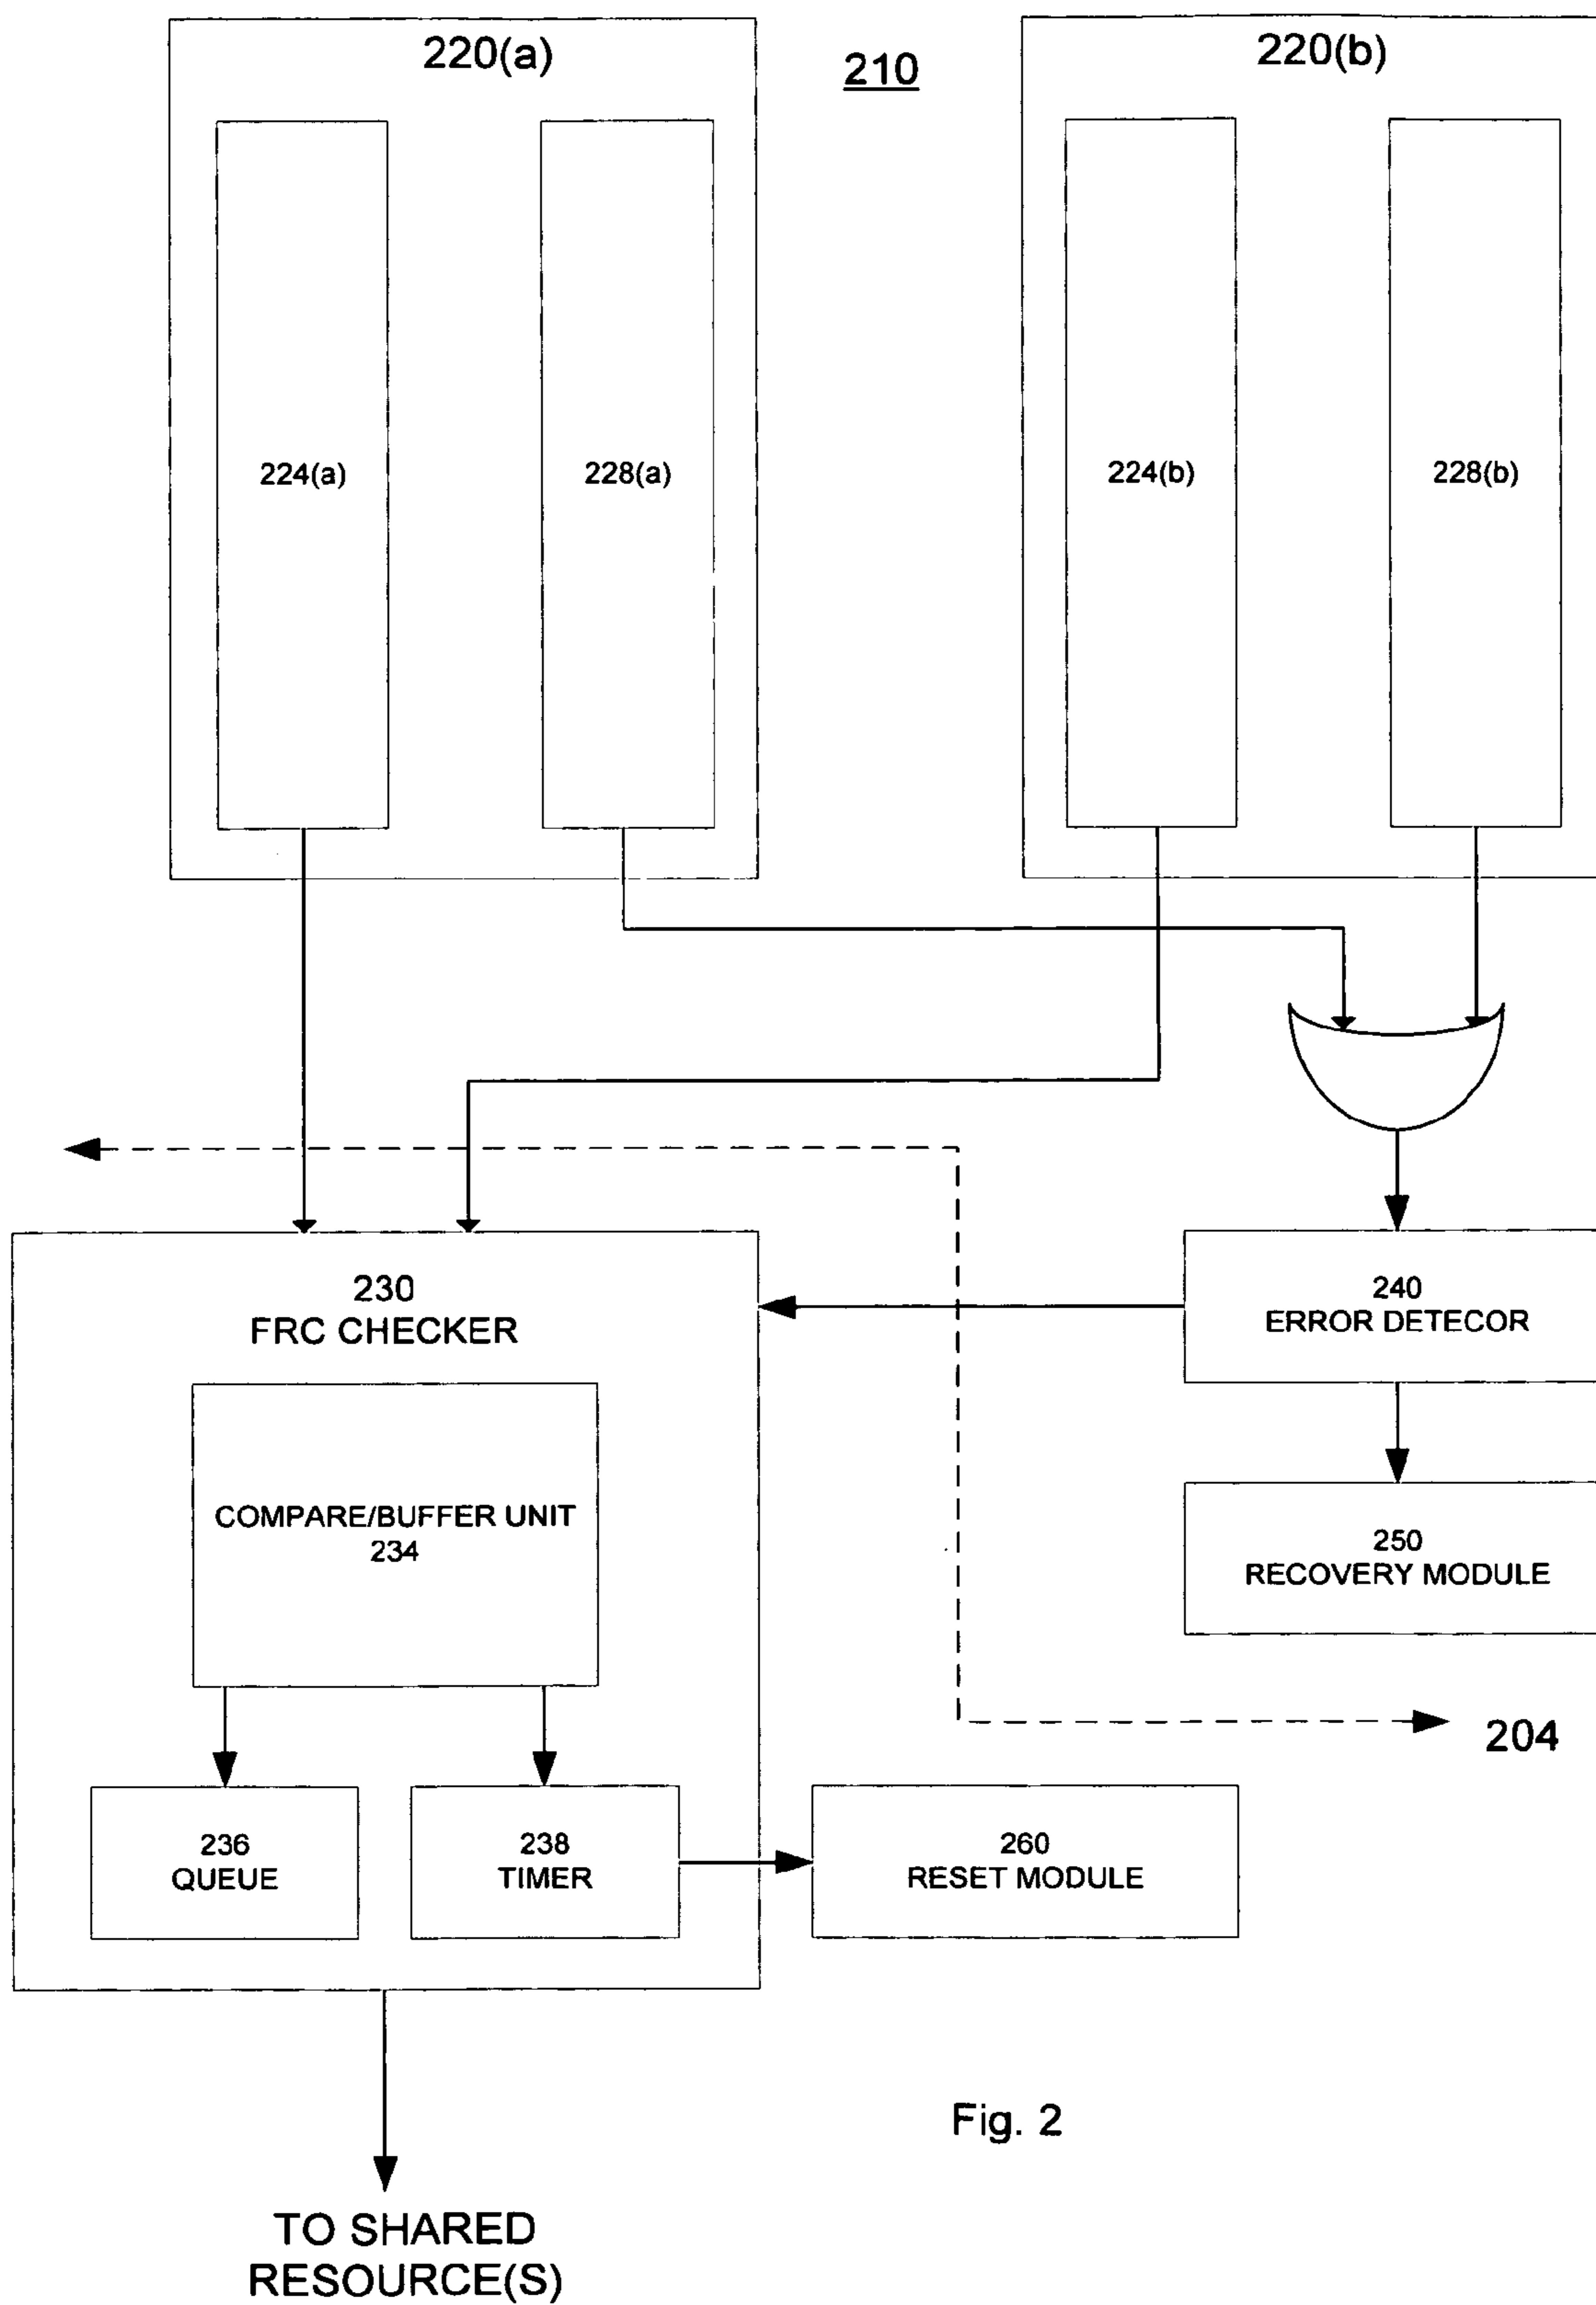 220(a)
210
220(b)
224(a)
228(a)
224(b)
228(b)
230
FRC CHECKER
240
ERROR DETECOR
COMPARE/BUFFER UNIT
234
250
RECOVERY MODULE
204
236
QUEUE
238
TIMER
260
RESET MODULE
Fig. 2
TO SHARED
RESOURCE(S)